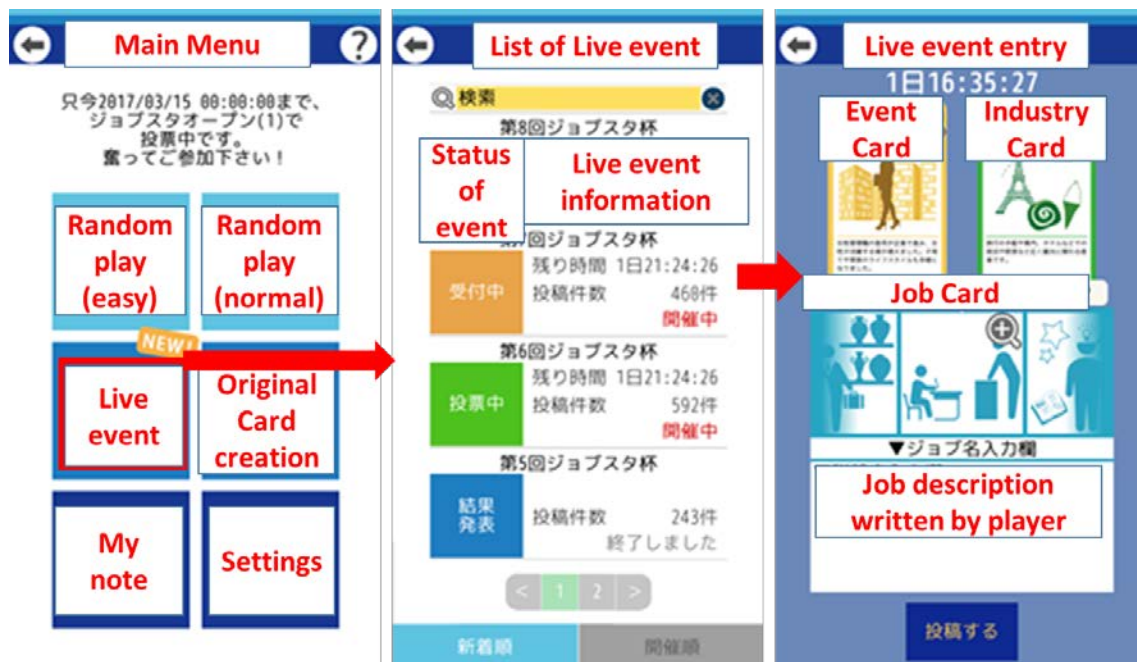 Main Menu
?
只今2017/03/15 00:00:00まで、
ジョブスタオープン(1)で
投票中です。
奮ってご参加下さい!
Random
play
(easy)
Random
play
(normal)
NEW!
Live
event
Original
Card
creation
My
note
Settings
List of Live event
検索
第8回ジョブスタ杯
Status
of
event
Live event
information
回ジョブスタ杯
受付中
残り時間 1日21:24:26
投稿件数 460件
開催中
第6回ジョブスタ杯
投票中
残り時間 1日21:24:26
投稿件数 592件
開催中
第5回ジョブスタ杯
結果
発表
投稿件数 243件
終了しました
< 1 2 >
新着順
開催順
Live event entry
1日16:35:27
Event
Card
Industry
Card
Job Card
▼ジョブ名入力欄
Job description
written by player
投稿する